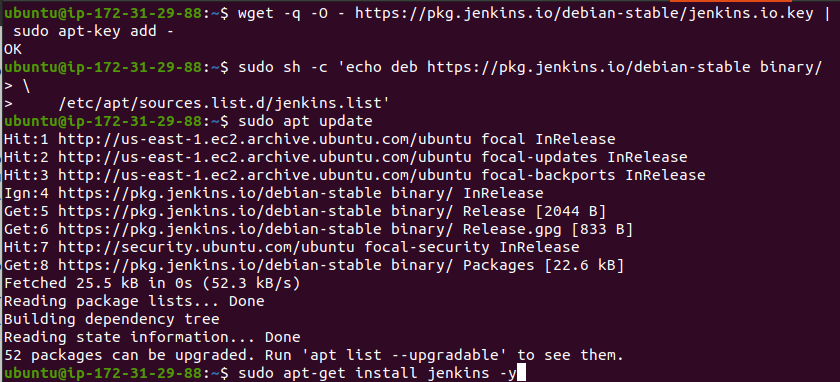 ubuntu@ip-172-31-29-88:~$ wget -q -O - https://pkg.jenkins.io/debian-stable/jenkins.io.key |
 sudo apt-key add -
OK
ubuntu@ip-172-31-29-88:~$ sudo sh -c 'echo deb https://pkg.jenkins.io/debian-stable binary/
> \
>     /etc/apt/sources.list.d/jenkins.list'
ubuntu@ip-172-31-29-88:~$ sudo apt update
Hit:1 http://us-east-1.ec2.archive.ubuntu.com/ubuntu focal InRelease
Hit:2 http://us-east-1.ec2.archive.ubuntu.com/ubuntu focal-updates InRelease
Hit:3 http://us-east-1.ec2.archive.ubuntu.com/ubuntu focal-backports InRelease
Ign:4 https://pkg.jenkins.io/debian-stable binary/ InRelease
Get:5 https://pkg.jenkins.io/debian-stable binary/ Release [2044 B]
Get:6 https://pkg.jenkins.io/debian-stable binary/ Release.gpg [833 B]
Hit:7 http://security.ubuntu.com/ubuntu focal-security InRelease
Get:8 https://pkg.jenkins.io/debian-stable binary/ Packages [22.6 kB]
Fetched 25.5 kB in 0s (52.3 kB/s)
Reading package lists... Done
Building dependency tree
Reading state information... Done
52 packages can be upgraded. Run 'apt list --upgradable' to see them.
ubuntu@ip-172-31-29-88:~$ sudo apt-get install jenkins -y